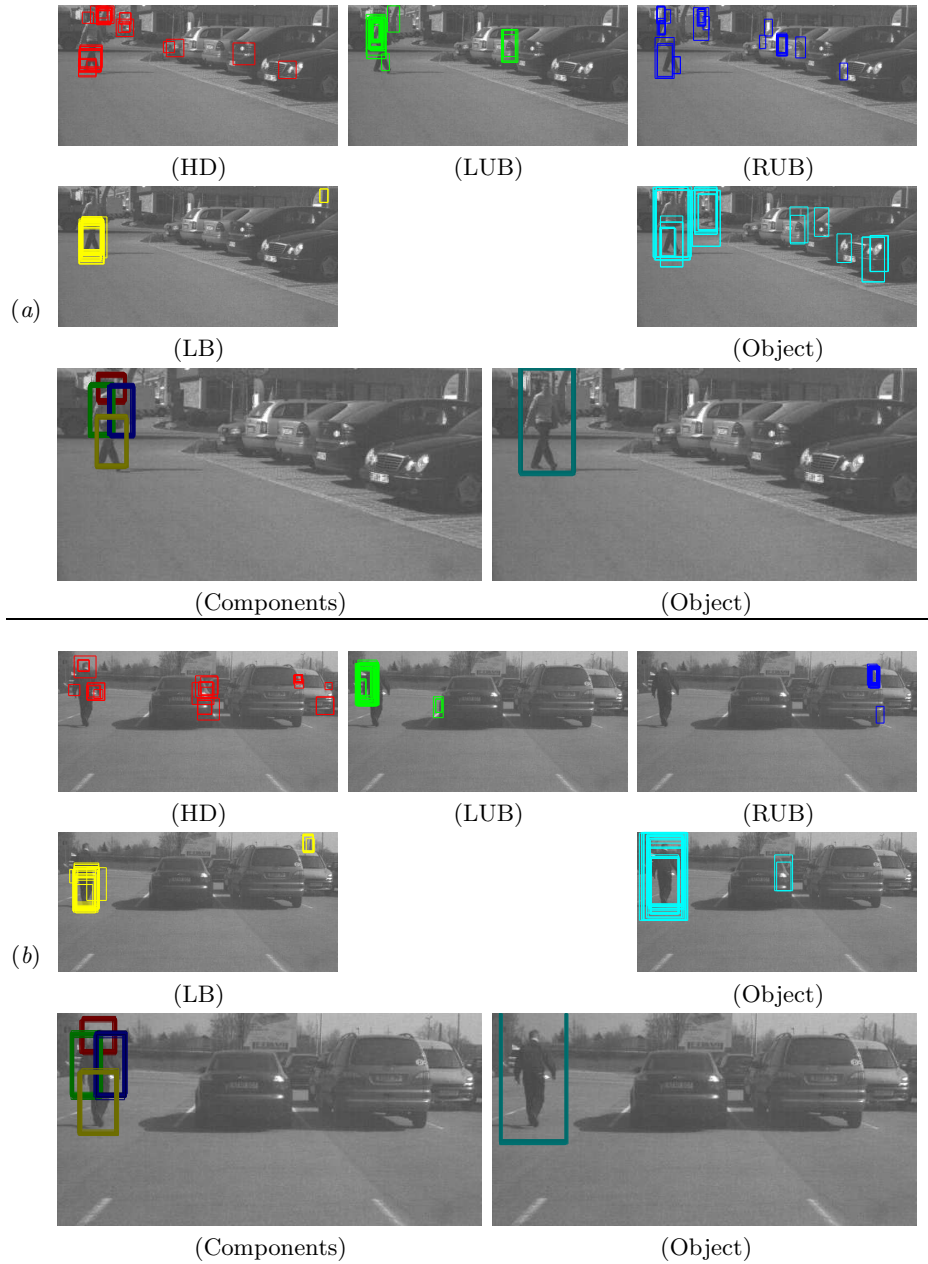 (HD) (LUB) (RUB)
(a)
(LB) (Object)
(Components) (Object)
(HD) (LUB) (RUB)
(b)
(LB) (Object)
(Components) (Object)